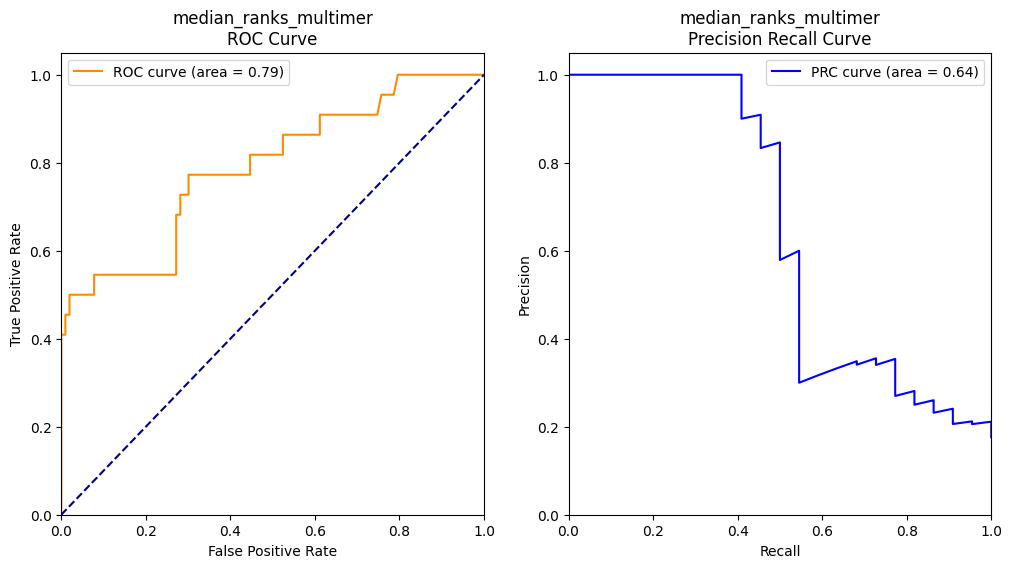 median_ranks_multimer
ROC Curve
ROC curve (area = 0.79)
1.0
0.8
0.6
0.4
0.2
0.0
True Positive Rate
0.0 0.2 0.4 0.6 0.8 1.0
False Positive Rate
median_ranks_multimer
Precision Recall Curve
PRC curve (area = 0.64)
1.0
0.8
0.6
0.4
0.2
0.0
Precision
0.0 0.2 0.4 0.6 0.8 1.0
Recall